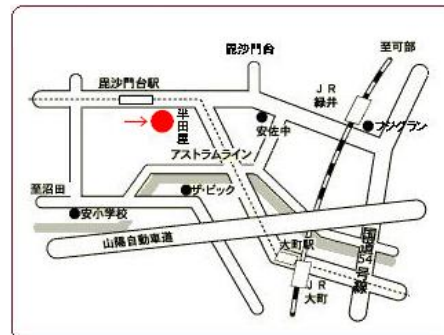 毘沙門台
至可部
毘沙門台駅
JR
緑井
フジグラン
半田屋
安佐中
アストラムライン
至沼田
ザ・ビック
安小学校
山陽自動車道
大町駅
国道54号線
JR
大町